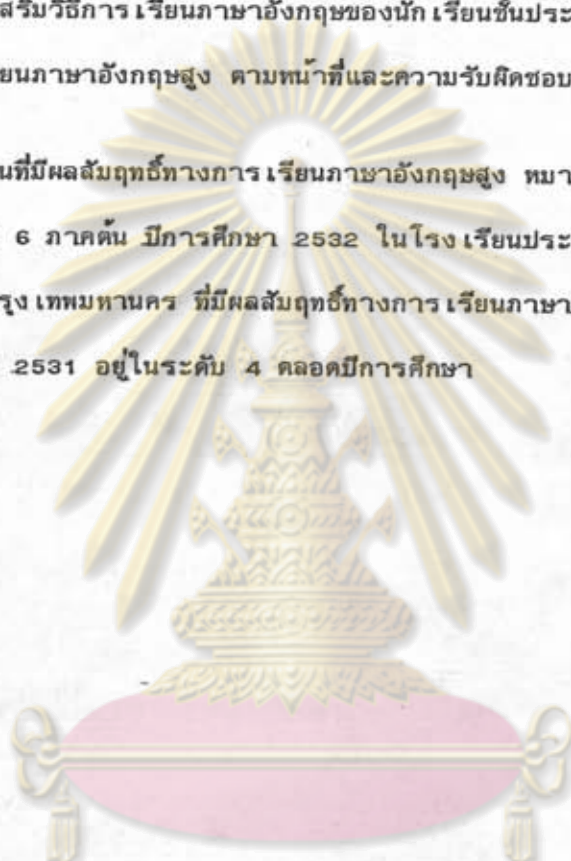 สริมวิธีการเรียนภาษาอังกฤษของนักเรียนชั้นประ
ยนภาษาอังกฤษสูง ตามหน้าที่และความรับผิดชอบ
นที่มีผลสัมฤทธิ์ทางการเรียนภาษาอังกฤษสูง หมา
6 ภาคต้น ปีการศึกษา 2532 ในโรงเรียนประ
รุงเทพมหานคร ที่มีผลสัมฤทธิ์ทางการเรียนภาษา
2531 อยู่ในระดับ 4 ตลอดปีการศึกษา